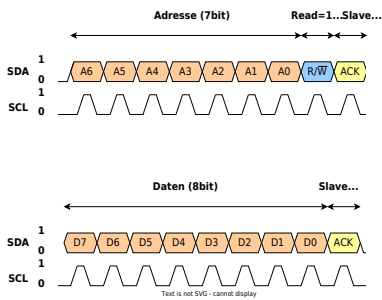 Adresse (7bit) Read=1...Slave...
1
SDA A6 A5 A4 A3 A2 A1 A0 R/W̅ ACK
0
1
SCL 0
Daten (8bit) Slave...
1
SDA D7 D6 D5 D4 D3 D2 D1 D0 ACK
0
1
SCL 0
Text is not SVG - cannot display